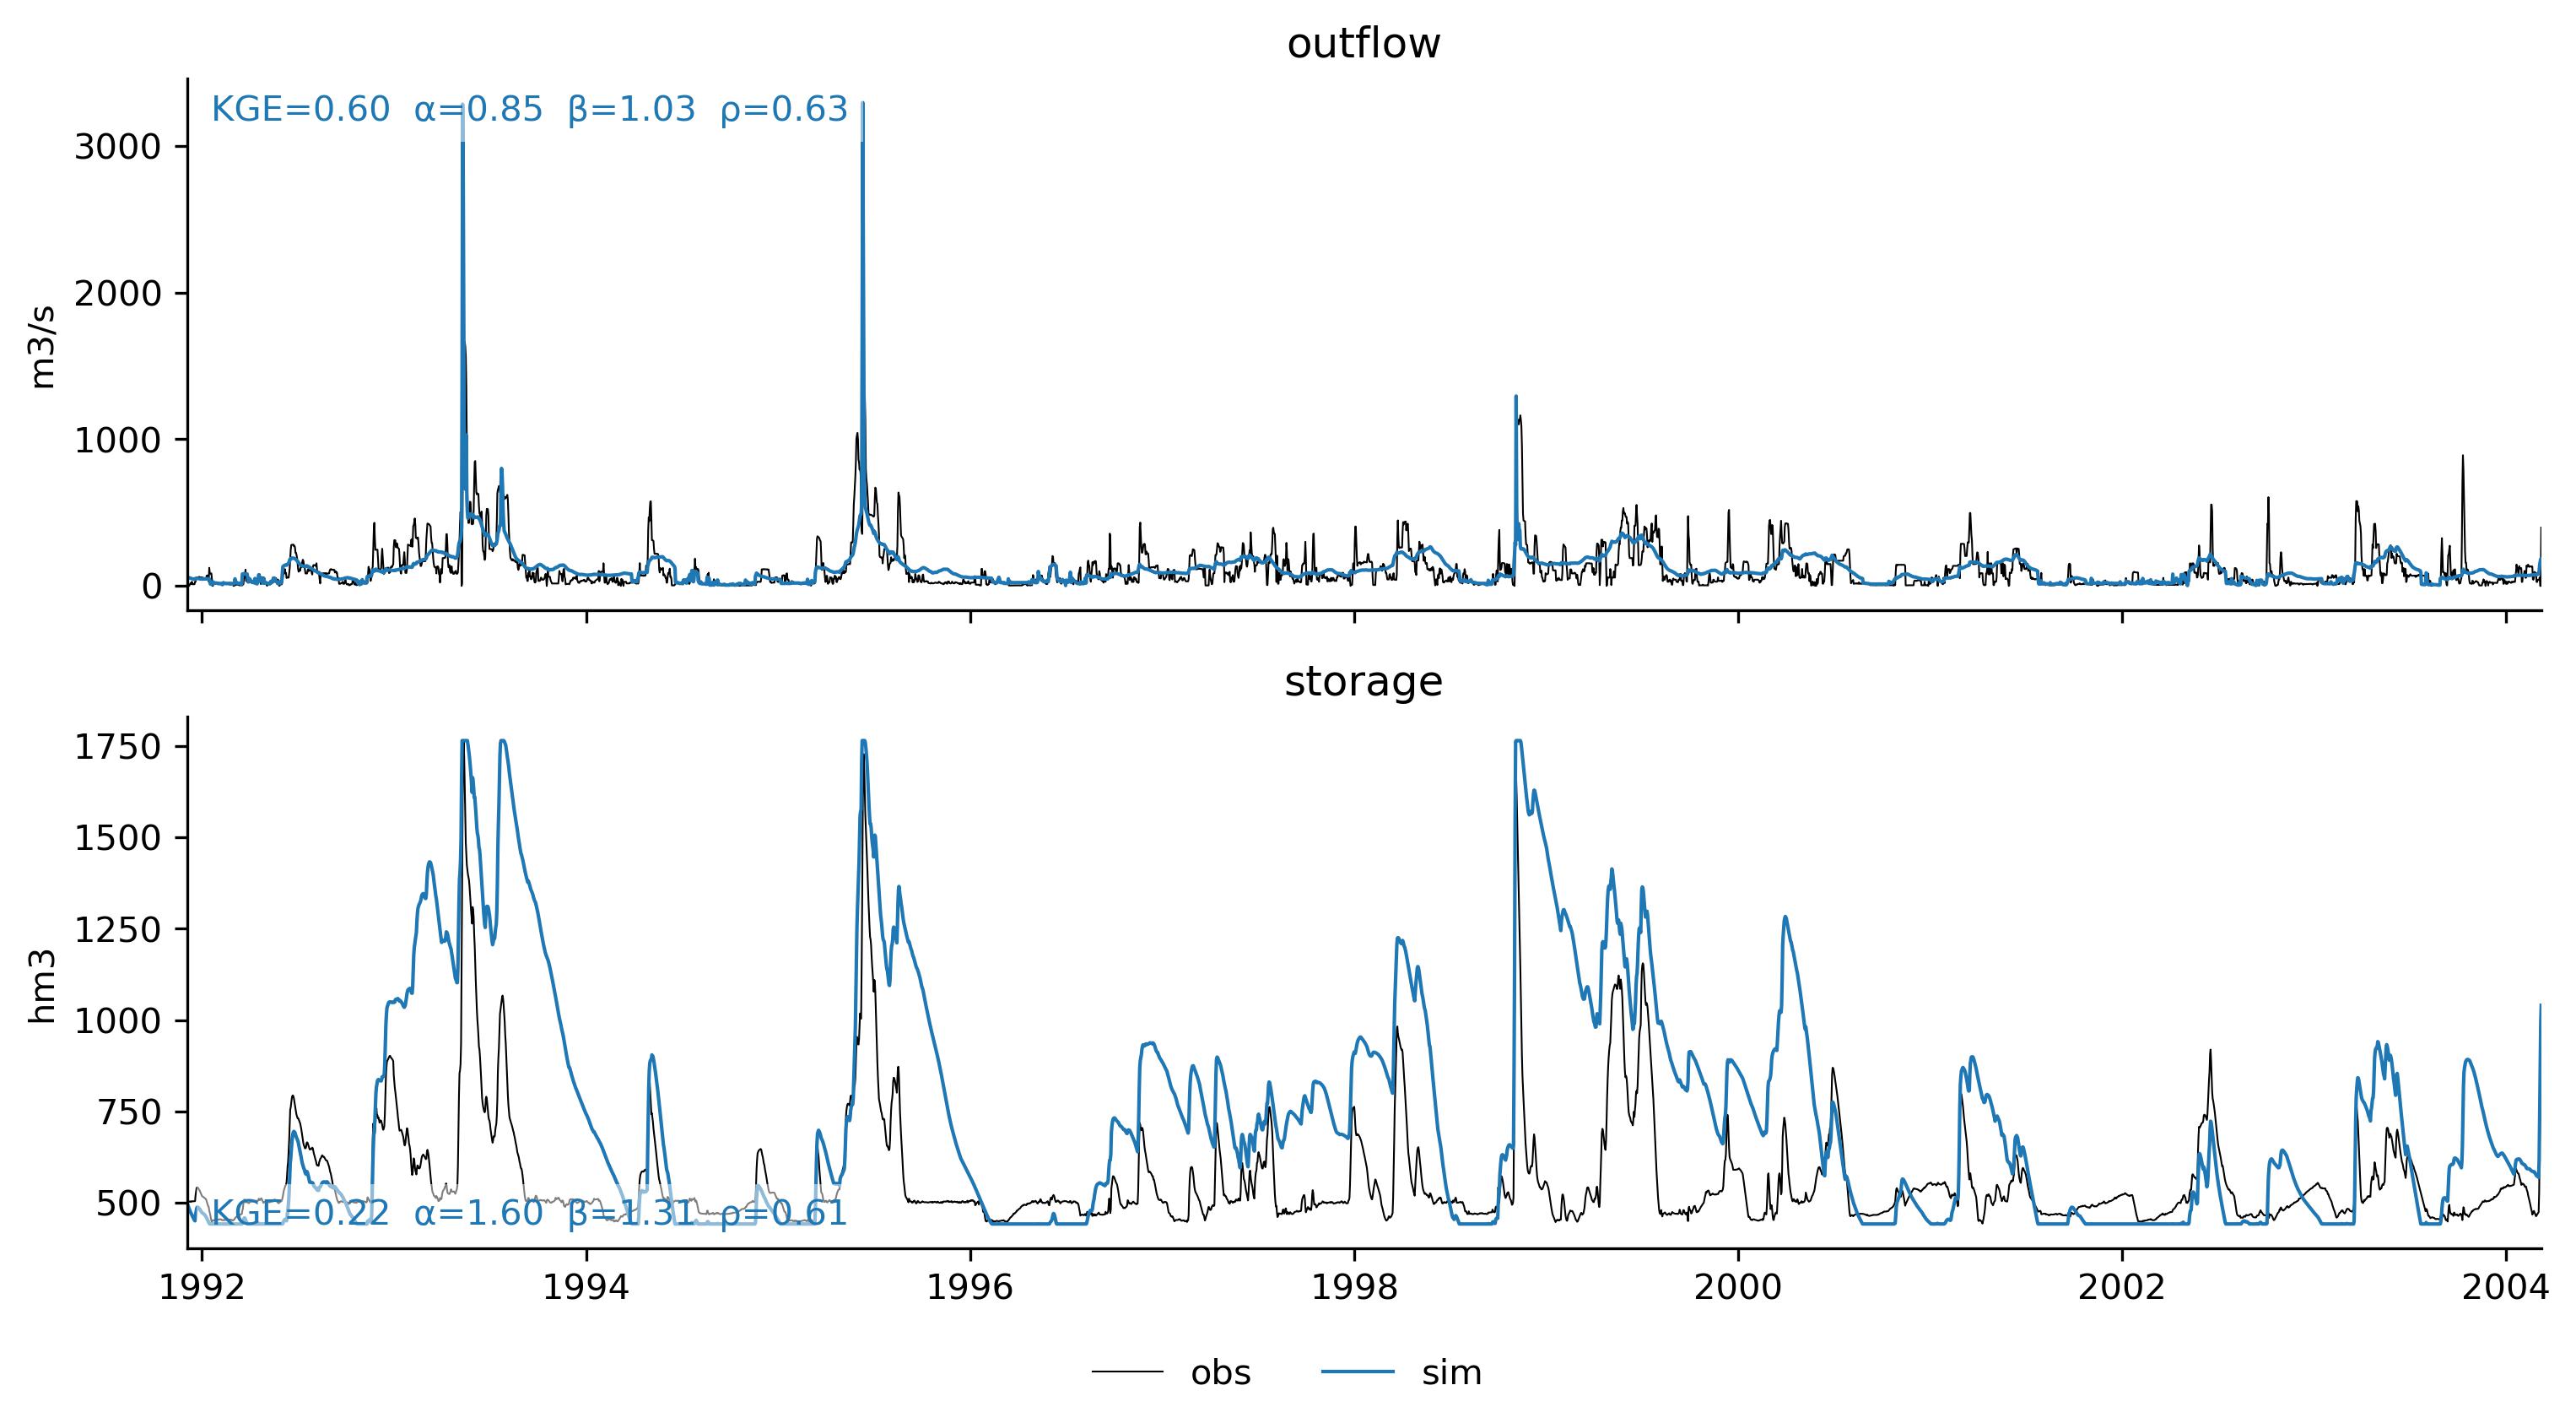 outflow
KGE=0.60 α=0.85 β=1.03 ρ=0.63
3000
2000
1000
0
m3/s
storage
1750
1500
1250
1000
750
500
hm3
KGE=0.22 α=1.60 β=1.31 ρ=0.61
1992 1994 1996 1998 2000 2002 2004
obs sim